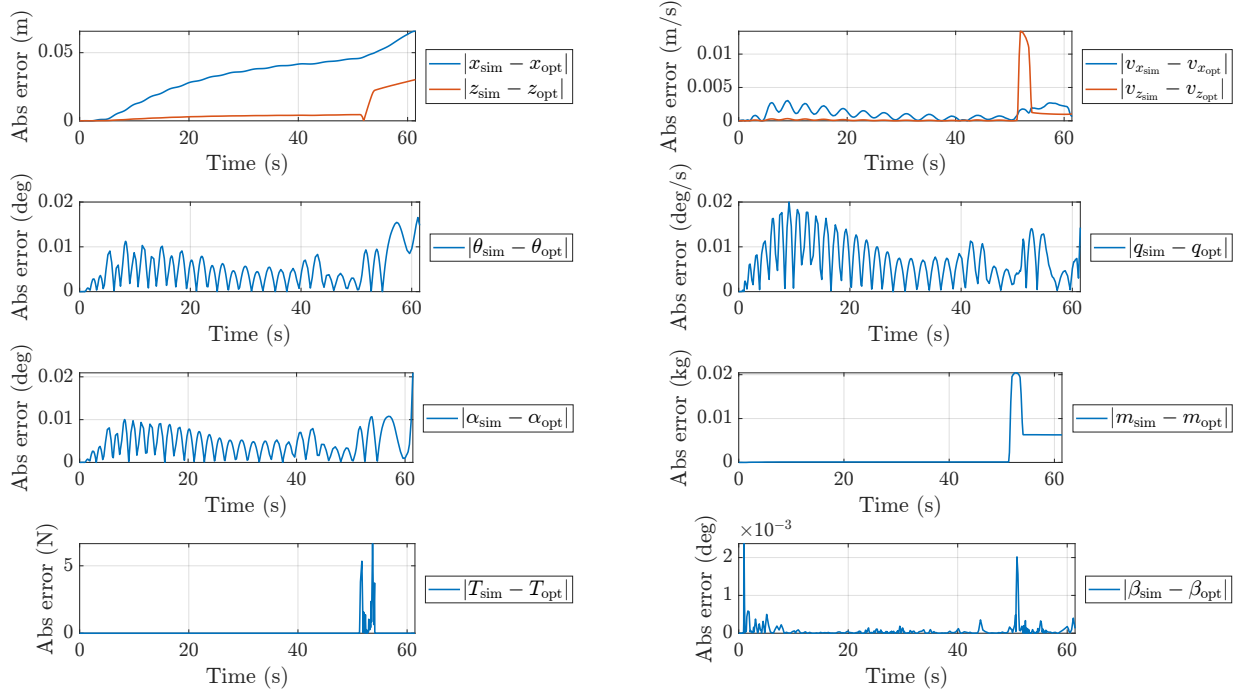 Abs error (m)
0.05
0
0
20
40
60
Time (s)
|x_sim − x_opt|
|z_sim − z_opt|
Abs error (m/s)
0.01
0.005
0
0
20
40
60
Time (s)
|v_x_sim − v_x_opt|
|v_z_sim − v_z_opt|
Abs error (deg)
0.02
0.01
0
0
20
40
60
Time (s)
|θ_sim − θ_opt|
Abs error (deg/s)
0.02
0.01
0
0
20
40
60
Time (s)
|q_sim − q_opt|
Abs error (deg)
0.02
0.01
0
0
20
40
60
Time (s)
|α_sim − α_opt|
Abs error (kg)
0.02
0.01
0
0
20
40
60
Time (s)
|m_sim − m_opt|
Abs error (N)
5
0
0
20
40
60
Time (s)
|T_sim − T_opt|
Abs error (deg)
×10⁻³
2
1
0
0
20
40
60
Time (s)
|β_sim − β_opt|